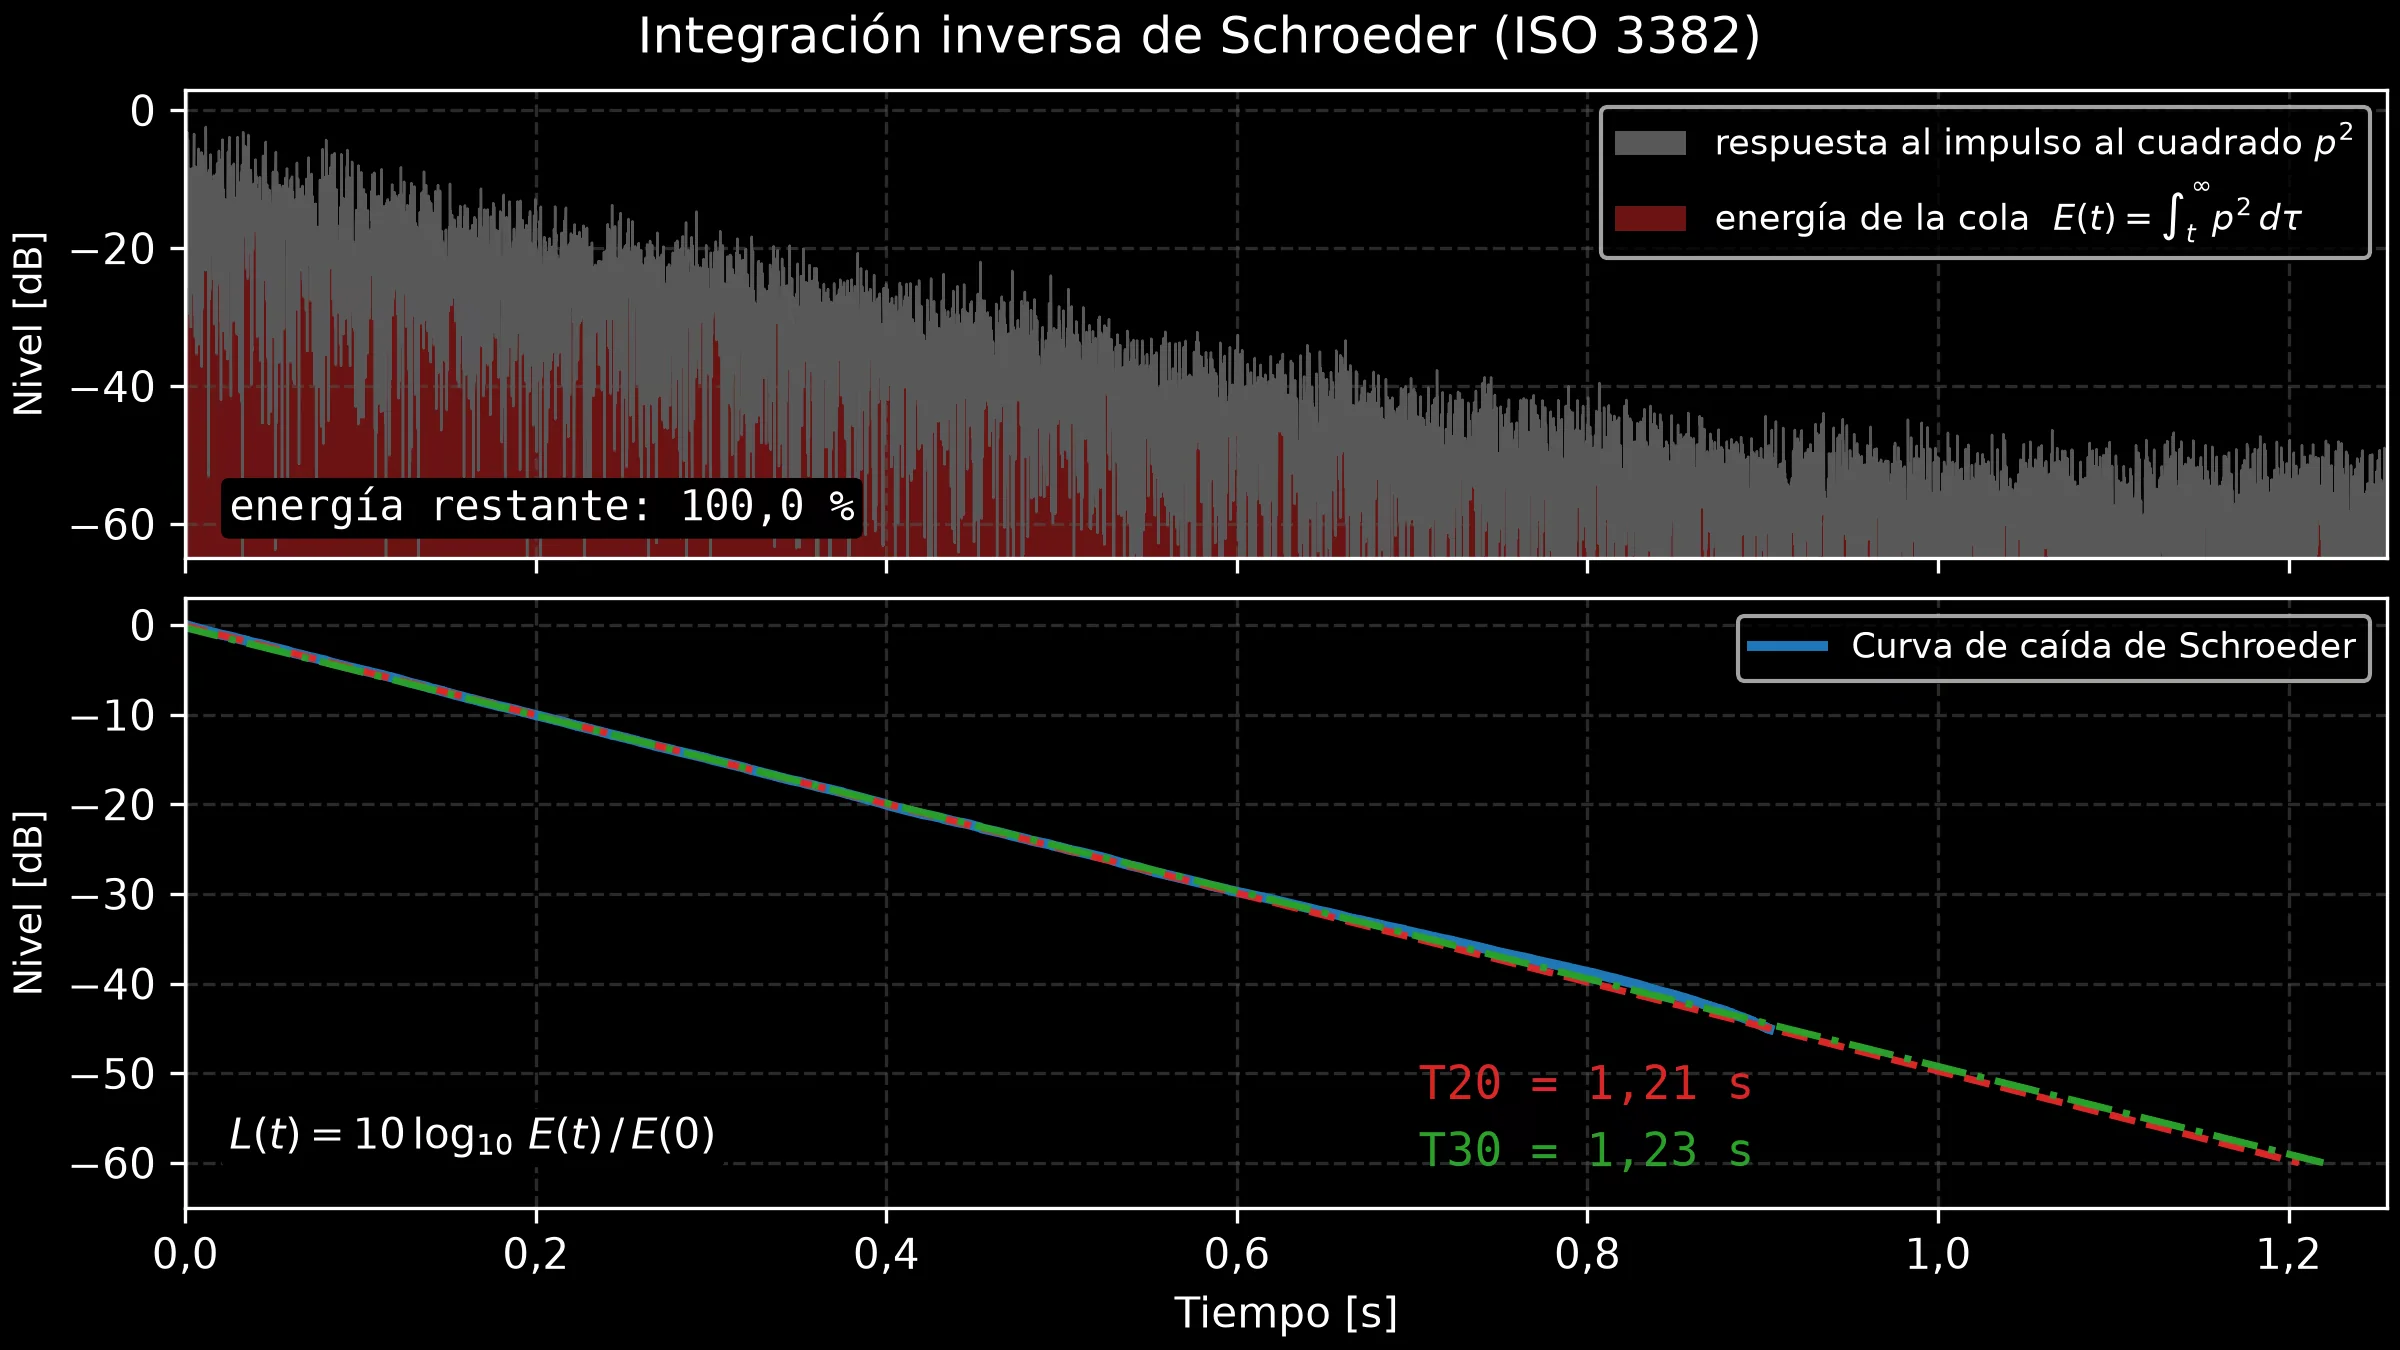 Integración inversa de Schroeder (ISO 3382)
0
−20
−40
−60
Nivel [dB]
respuesta al impulso al cuadrado p²
energía de la cola E(t) = ∫_t^∞ p² dτ
energía restante: 100,0 %
0
−10
−20
−30
−40
−50
−60
Nivel [dB]
Curva de caída de Schroeder
T20 = 1,21 s
T30 = 1,23 s
L(t) = 10 log₁₀ E(t) / E(0)
0,0 0,2 0,4 0,6 0,8 1,0 1,2
Tiempo [s]